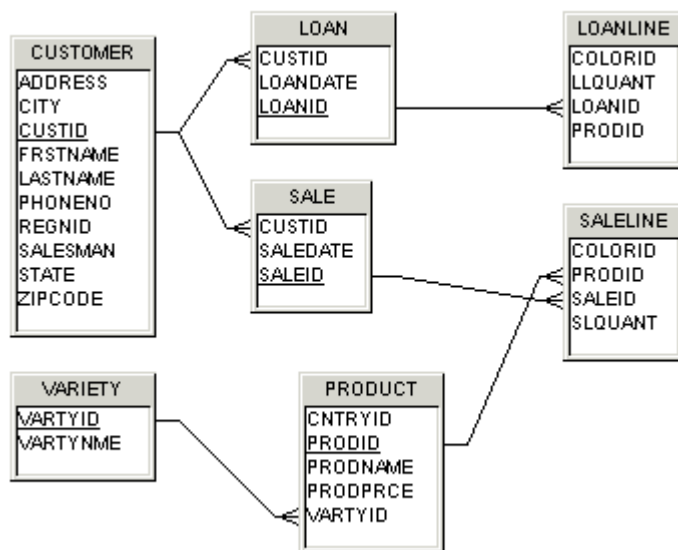 CUSTOMER
ADDRESS
CITY
CUSTID
FRSTNAME
LASTNAME
PHONENO
REGNID
SALESMAN
STATE
ZIPCODE
LOAN
CUSTID
LOANDATE
LOANID
LOANLINE
COLORID
LLQUANT
LOANID
PRODID
SALE
CUSTID
SALEDATE
SALEID
SALELINE
COLORID
PRODID
SALEID
SLQUANT
VARIETY
VARTYID
VARTYNME
PRODUCT
CNTRYID
PRODID
PRODNAME
PRODPRCE
VARTYID